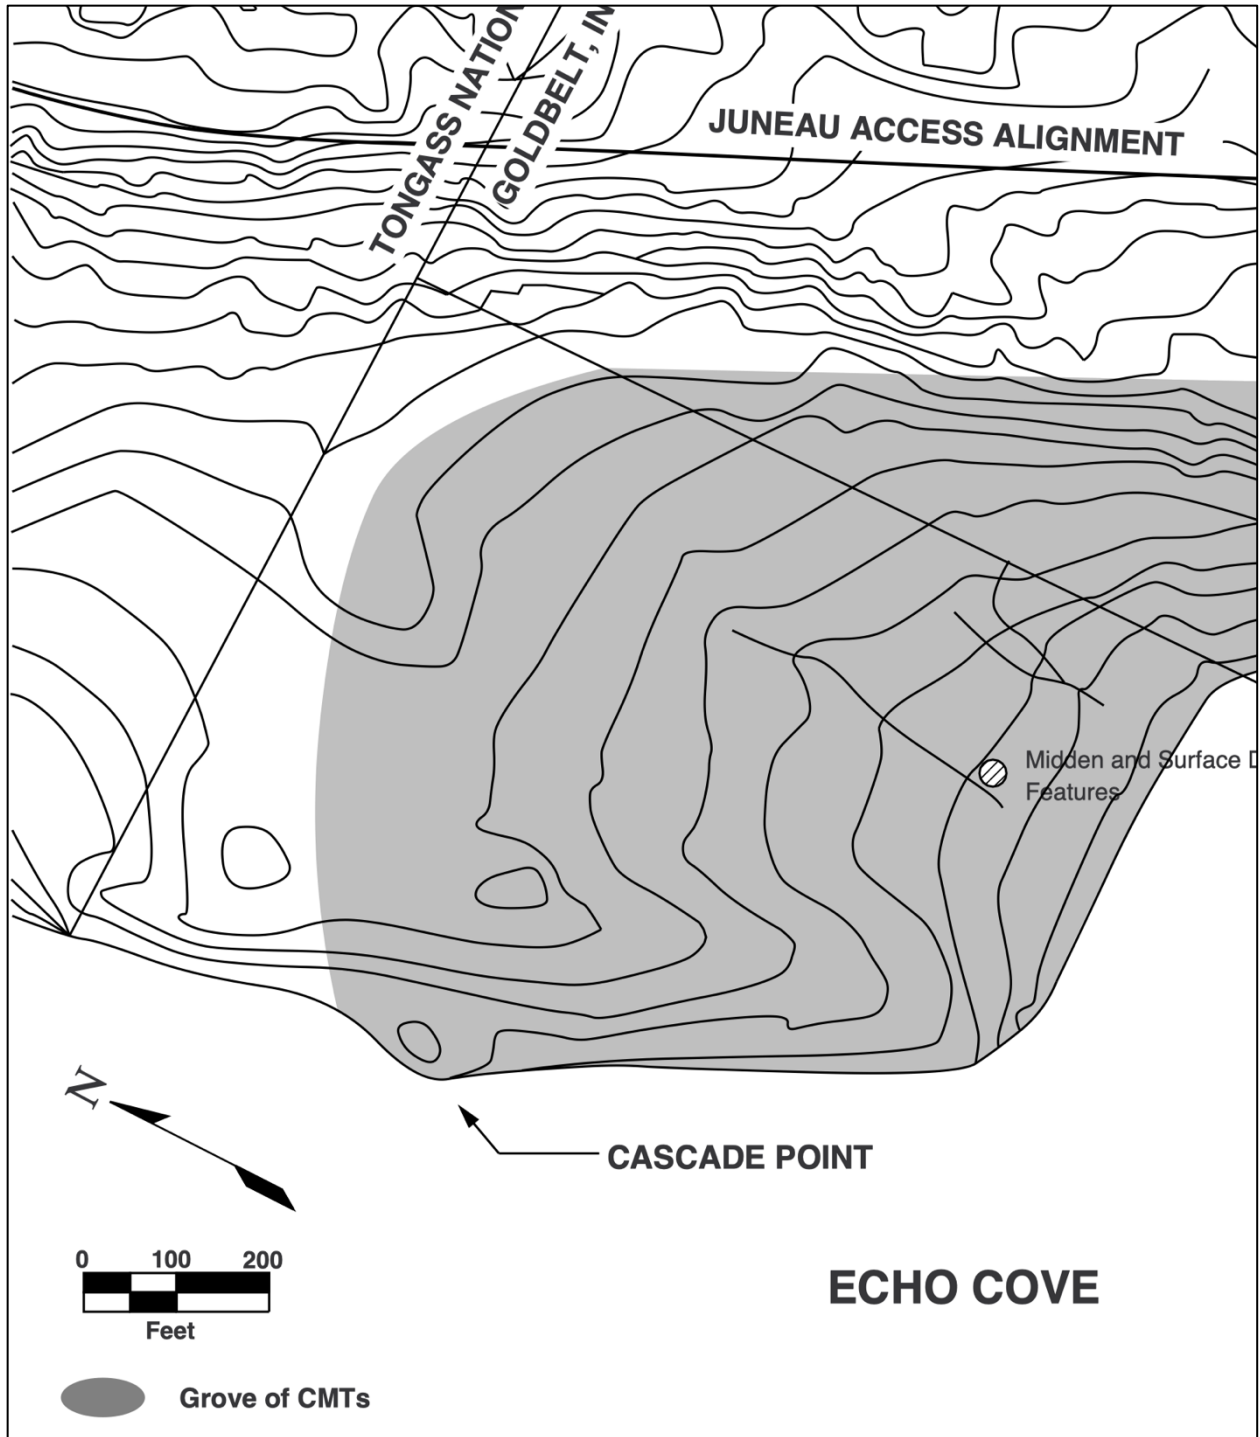 TONGASS NATION
GOLDBELT, IN
JUNEAU ACCESS ALIGNMENT
Midden and Surface D
Features
N
CASCADE POINT
0 100 200
Feet
ECHO COVE
Grove of CMTs